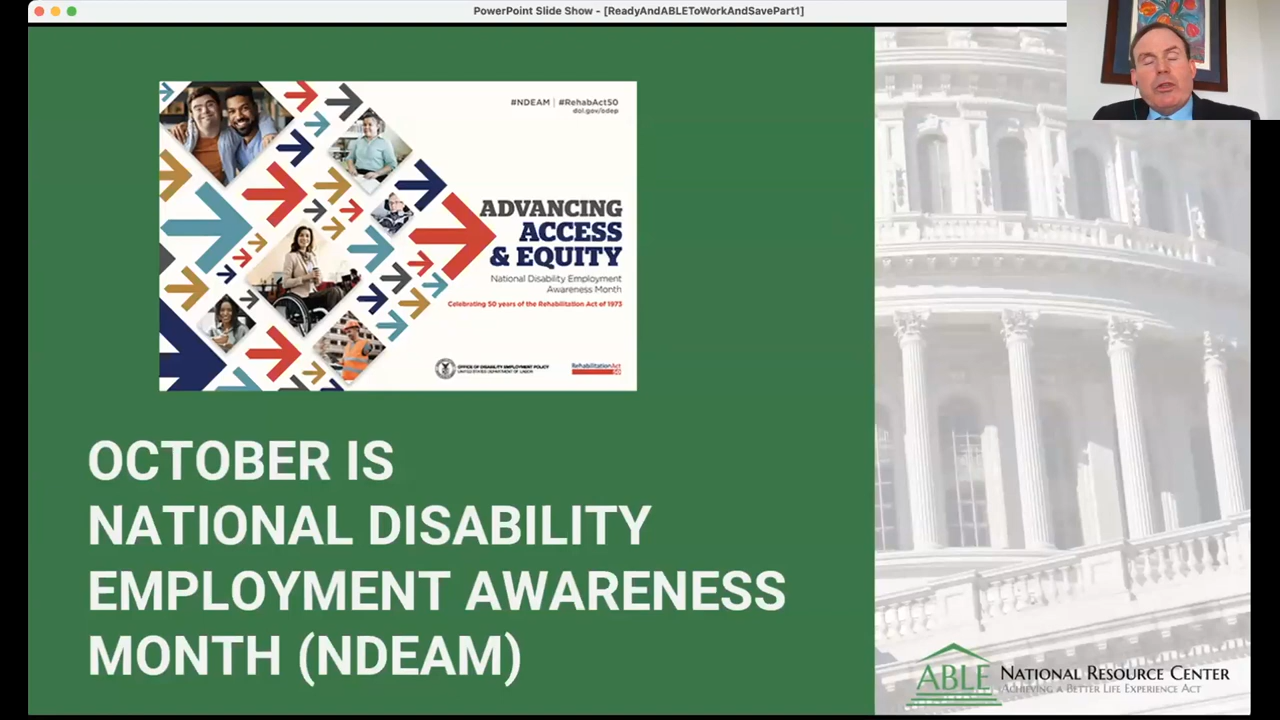 PowerPoint Slide Show - [ReadyAndABLEToWorkAndSavePart1]
#NDEAM | #RehabAct50
dol.gov/odep
ADVANCING
ACCESS
& EQUITY
National Disability Employment
Awareness Month
Celebrating 50 years of the Rehabilitation Act of 1973
OFFICE OF DISABILITY EMPLOYMENT POLICY
UNITED STATES DEPARTMENT OF LABOR
RehabilitationAct
50
OCTOBER IS
NATIONAL DISABILITY
EMPLOYMENT AWARENESS
MONTH (NDEAM)
ABLE NATIONAL RESOURCE CENTER
ACHIEVING A BETTER LIFE EXPERIENCE ACT